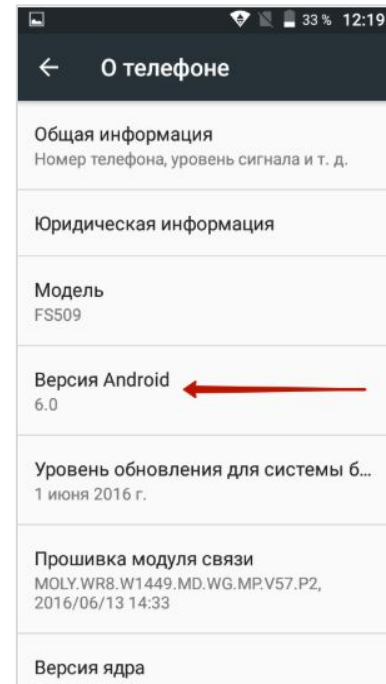 33 % 12:19
О телефоне
Общая информация
Номер телефона, уровень сигнала и т. д.
Юридическая информация
Модель
FS509
Версия Android
6.0
Уровень обновления для системы б...
1 июня 2016 г.
Прошивка модуля связи
MOLY.WR8.W1449.MD.WG.MP.V57.P2,
2016/06/13 14:33
Версия ядра